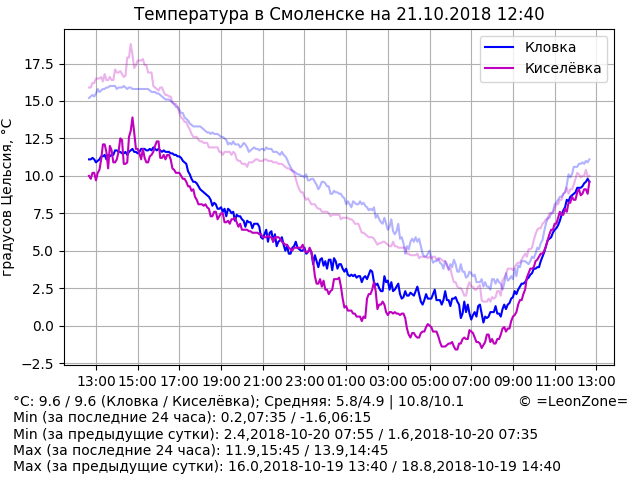 Температура в Смоленске на 21.10.2018 12:40
градусов Цельсия, °C
Кловка
Киселёвка
17.5
15.0
12.5
10.0
7.5
5.0
2.5
0.0
−2.5
13:00 15:00 17:00 19:00 21:00 23:00 01:00 03:00 05:00 07:00 09:00 11:00 13:00
°C: 9.6 / 9.6 (Кловка / Киселёвка); Средняя: 5.8/4.9 | 10.8/10.1 © =LeonZone=
Min (за последние 24 часа): 0.2,07:35 / -1.6,06:15
Min (за предыдущие сутки): 2.4,2018-10-20 07:55 / 1.6,2018-10-20 07:35
Max (за последние 24 часа): 11.9,15:45 / 13.9,14:45
Max (за предыдущие сутки): 16.0,2018-10-19 13:40 / 18.8,2018-10-19 14:40